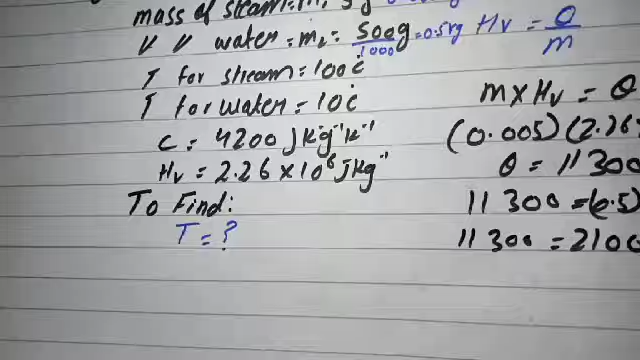 mass of steam = m, 5g
" " water = m₂ = 500g/1000 = 0.5kg Hv = Q/m
T for steam = 100°C
T for water = 10°C
m x Hv = Q
C = 4200 Jkg⁻¹k⁻¹
(0.005)(2.26
Hv = 2.26 x 10⁶ Jkg⁻¹
Q = 11300
To Find:
11300 = (0.5)
T = ?
11300 = 2100